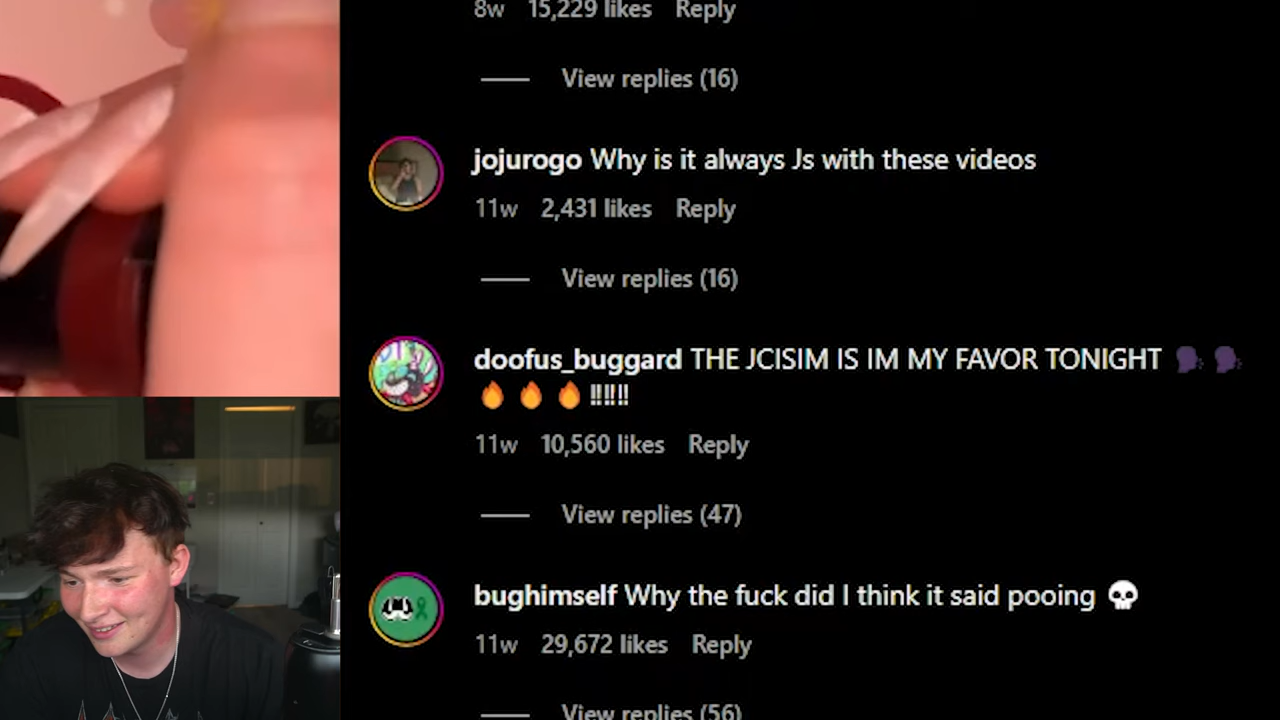 8w 15,229 likes Reply
View replies (16)
jojurogo Why is it always Js with these videos
11w 2,431 likes Reply
View replies (16)
doofus_buggard THE JCISIM IS IM MY FAVOR TONIGHT 🗣🗣
🔥🔥🔥‼‼‼
11w 10,560 likes Reply
View replies (47)
bughimself Why the fuck did I think it said pooing 💀
11w 29,672 likes Reply
View replies (56)